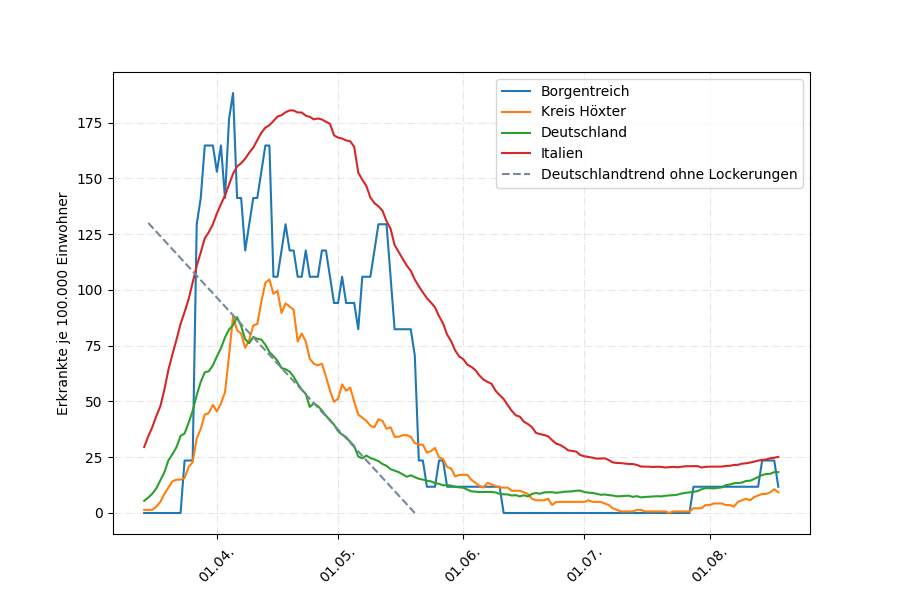 Borgentreich
Kreis Höxter
Deutschland
Italien
Deutschlandtrend ohne Lockerungen
Erkrankte je 100.000 Einwohner
175
150
125
100
75
50
25
0
01.04.
01.05.
01.06.
01.07.
01.08.